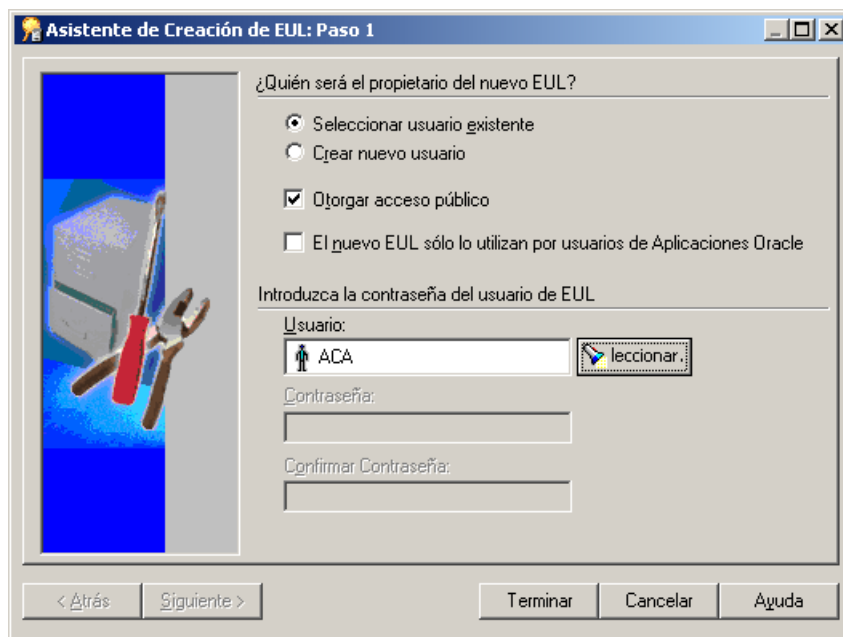 Asistente de Creación de EUL: Paso 1
¿Quién será el propietario del nuevo EUL?
Seleccionar usuario existente
Crear nuevo usuario
Otorgar acceso público
El nuevo EUL sólo lo utilizan por usuarios de Aplicaciones Oracle
Introduzca la contraseña del usuario de EUL
Usuario:
ACA
leccionar.
Contraseña:
Confirmar Contraseña:
< Atrás
Siguiente >
Terminar
Cancelar
Ayuda